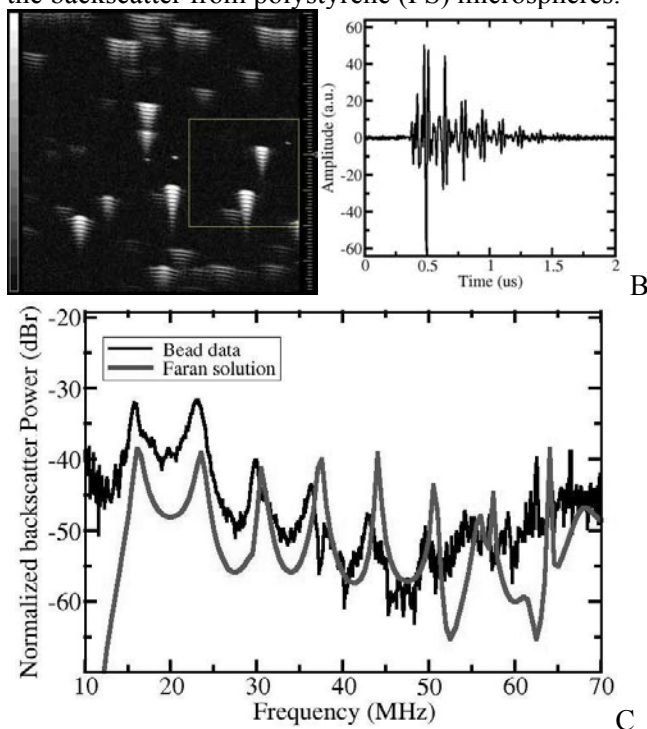 the backscatter from polystyrene (PS) microspheres.
60
40
20
0
-20
-40
-60
Amplitude (a.u.)
0 0.5 1 1.5 2
Time (us)
B
-20
-30
-40
-50
-60
Normalized backscatter Power (dBr)
Bead data
Faran solution
10 20 30 40 50 60 70
Frequency (MHz)
C